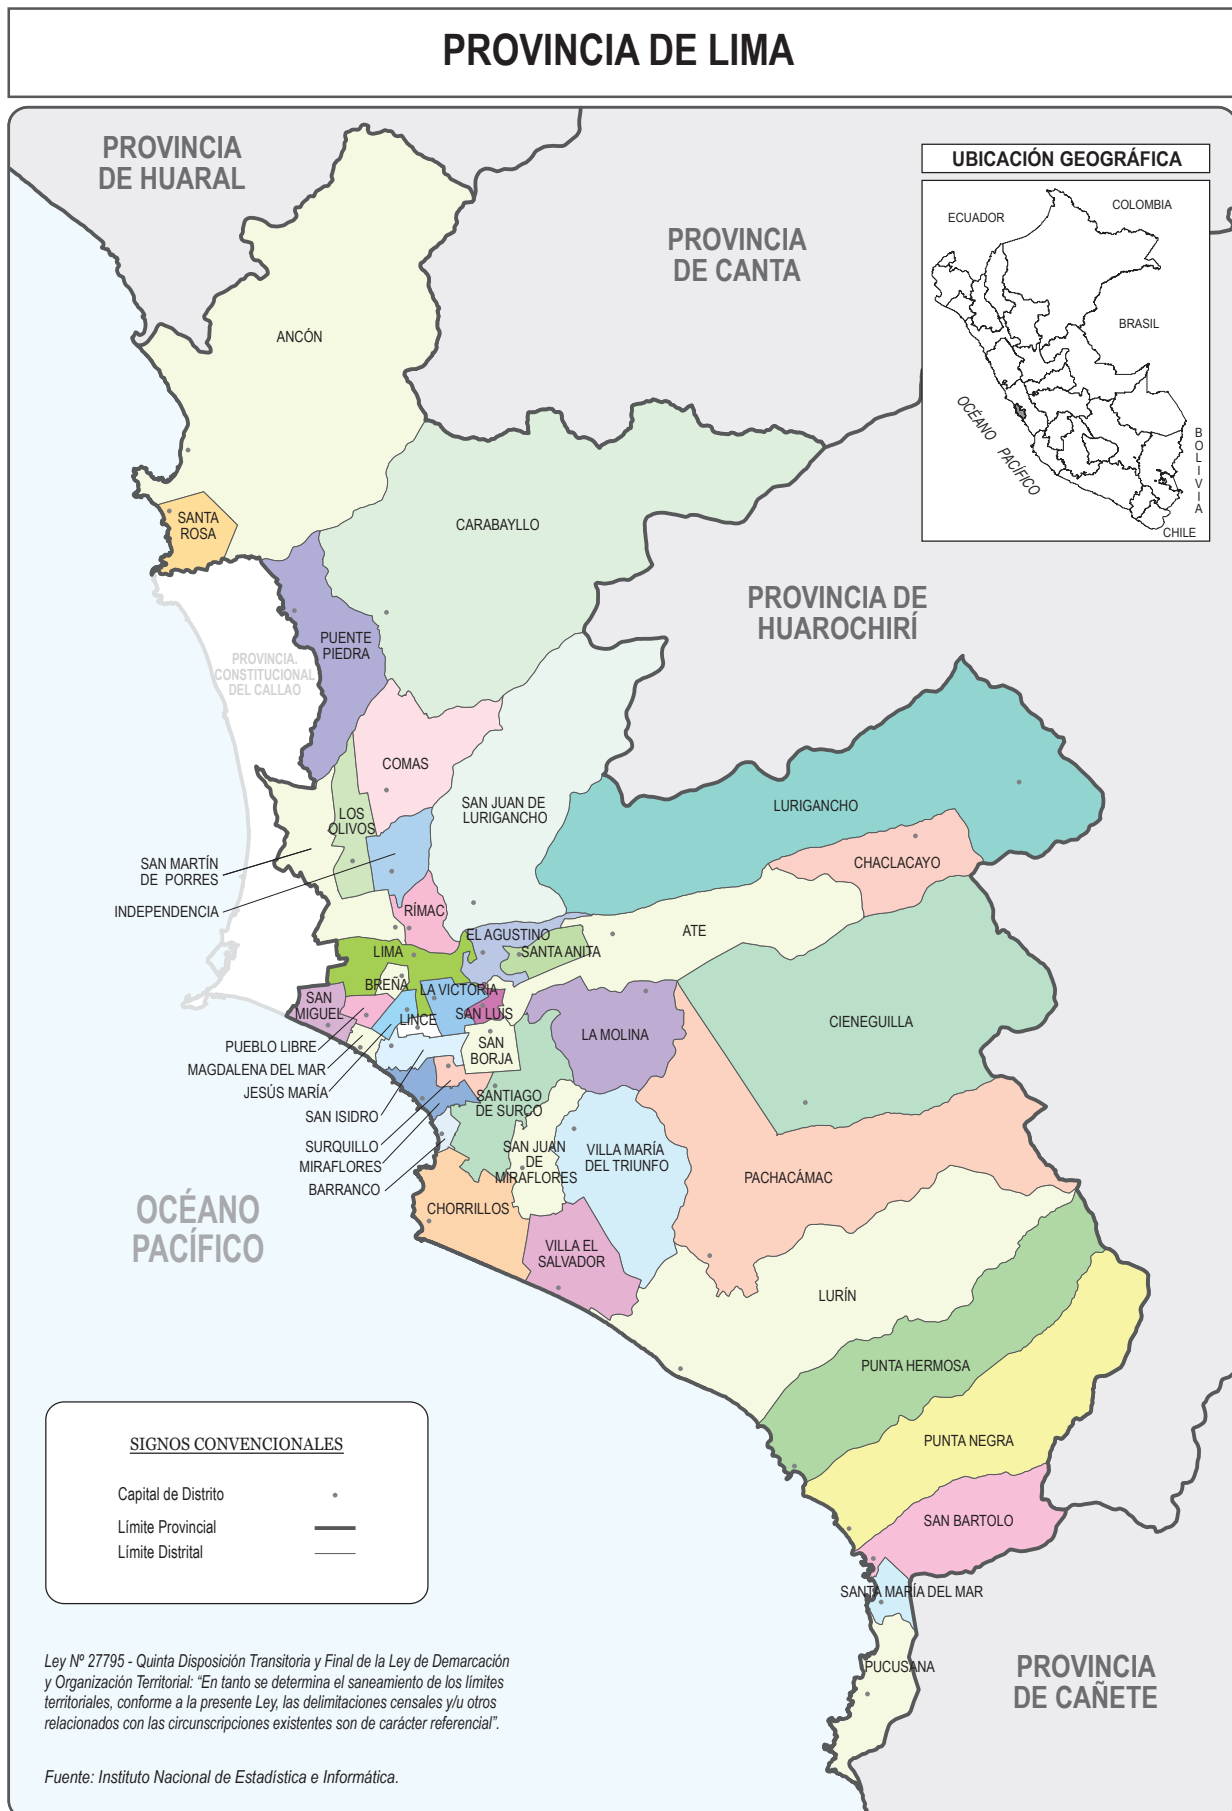 PROVINCIA DE LIMA
PROVINCIA
DE HUARAL
PROVINCIA
DE CANTA
UBICACIÓN GEOGRÁFICA
ECUADOR
COLOMBIA
BRASIL
OCÉANO PACÍFICO
BOLIVIA
CHILE
ANCÓN
SANTA
ROSA
CARABAYLLO
PROVINCIA DE
HUAROCHIRÍ
PUENTE
PIEDRA
PROVINCIA.
CONSTITUCIONAL
DEL CALLAO
COMAS
SAN JUAN DE
LURIGANCHO
LURIGANCHO
LOS
OLIVOS
CHACLACAYO
SAN MARTÍN
DE PORRES
INDEPENDENCIA
RÍMAC
EL AGUSTINO
ATE
LIMA
SANTA ANITA
BREÑA
LA VICTORIA
SAN
MIGUEL
LINCE
SAN LUIS
CIENEGUILLA
LA MOLINA
SAN
BORJA
PUEBLO LIBRE
MAGDALENA DEL MAR
JESÚS MARÍA
SANTIAGO
DE SURCO
SAN ISIDRO
SURQUILLO
MIRAFLORES
BARRANCO
SAN JUAN
DE
MIRAFLORES
VILLA MARÍA
DEL TRIUNFO
PACHACÁMAC
OCÉANO
PACÍFICO
CHORRILLOS
VILLA EL
SALVADOR
LURÍN
PUNTA HERMOSA
PUNTA NEGRA
SAN BARTOLO
SANTA MARÍA DEL MAR
PUCUSANA
PROVINCIA
DE CAÑETE
SIGNOS CONVENCIONALES
Capital de Distrito
Límite Provincial
Límite Distrital
Ley Nº 27795 - Quinta Disposición Transitoria y Final de la Ley de Demarcación
y Organización Territorial: “En tanto se determina el saneamiento de los límites
territoriales, conforme a la presente Ley, las delimitaciones censales y/u otros
relacionados con las circunscripciones existentes son de carácter referencial”.
Fuente: Instituto Nacional de Estadística e Informática.